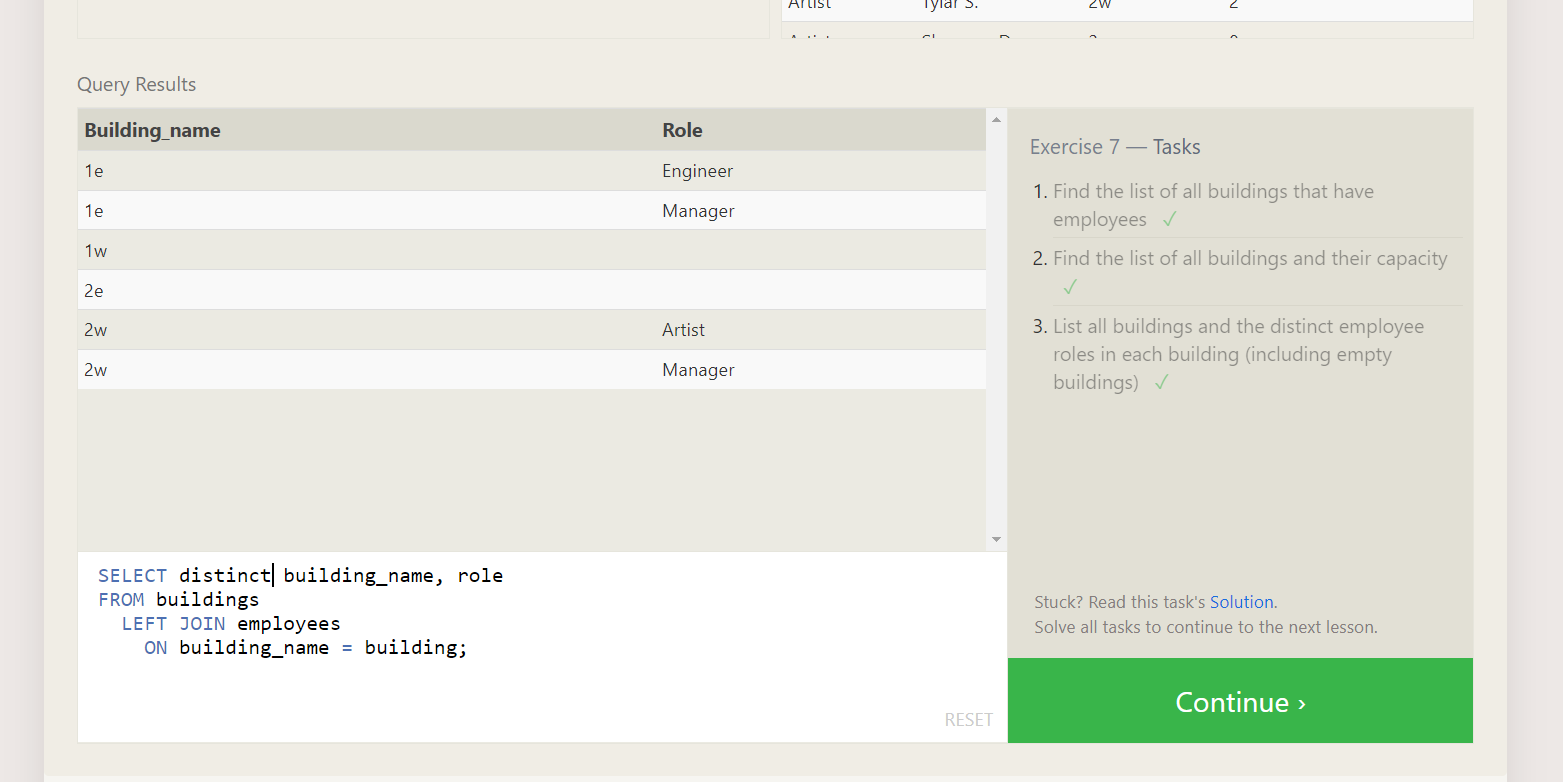 Artist Tylar S. 2w 2
Query Results
Building_name Role
1e Engineer
1e Manager
1w
2e
2w Artist
2w Manager
SELECT distinct building_name, role
FROM buildings
LEFT JOIN employees
ON building_name = building;
RESET
Exercise 7 — Tasks
1. Find the list of all buildings that have
employees ✓
2. Find the list of all buildings and their capacity
✓
3. List all buildings and the distinct employee
roles in each building (including empty
buildings) ✓
Stuck? Read this task's Solution.
Solve all tasks to continue to the next lesson.
Continue ›